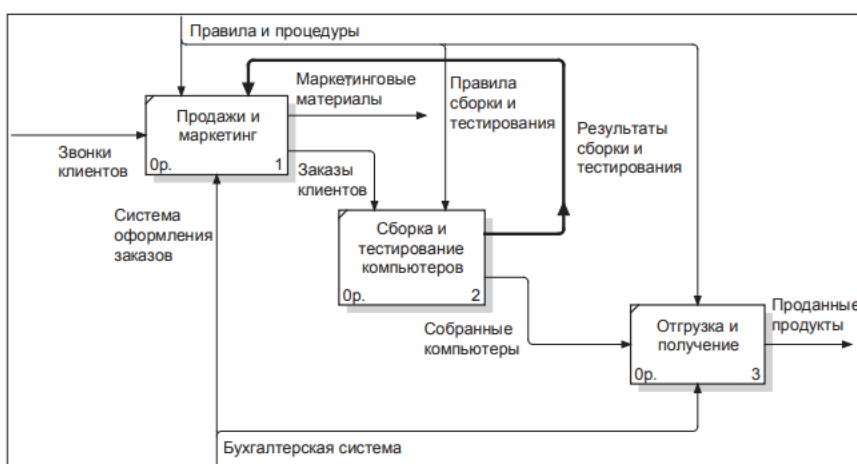 Правила и процедуры
Маркетинговые
материалы
Правила
сборки и
тестирования
Результаты
сборки и
тестирования
Продажи и
маркетинг
0р.
1
Звонки
клиентов
Заказы
клиентов
Система
оформления
заказов
Сборка и
тестирование
компьютеров
0р.
2
Собранные
компьютеры
Отгрузка и
получение
0р.
3
Проданные
продукты
Бухгалтерская система